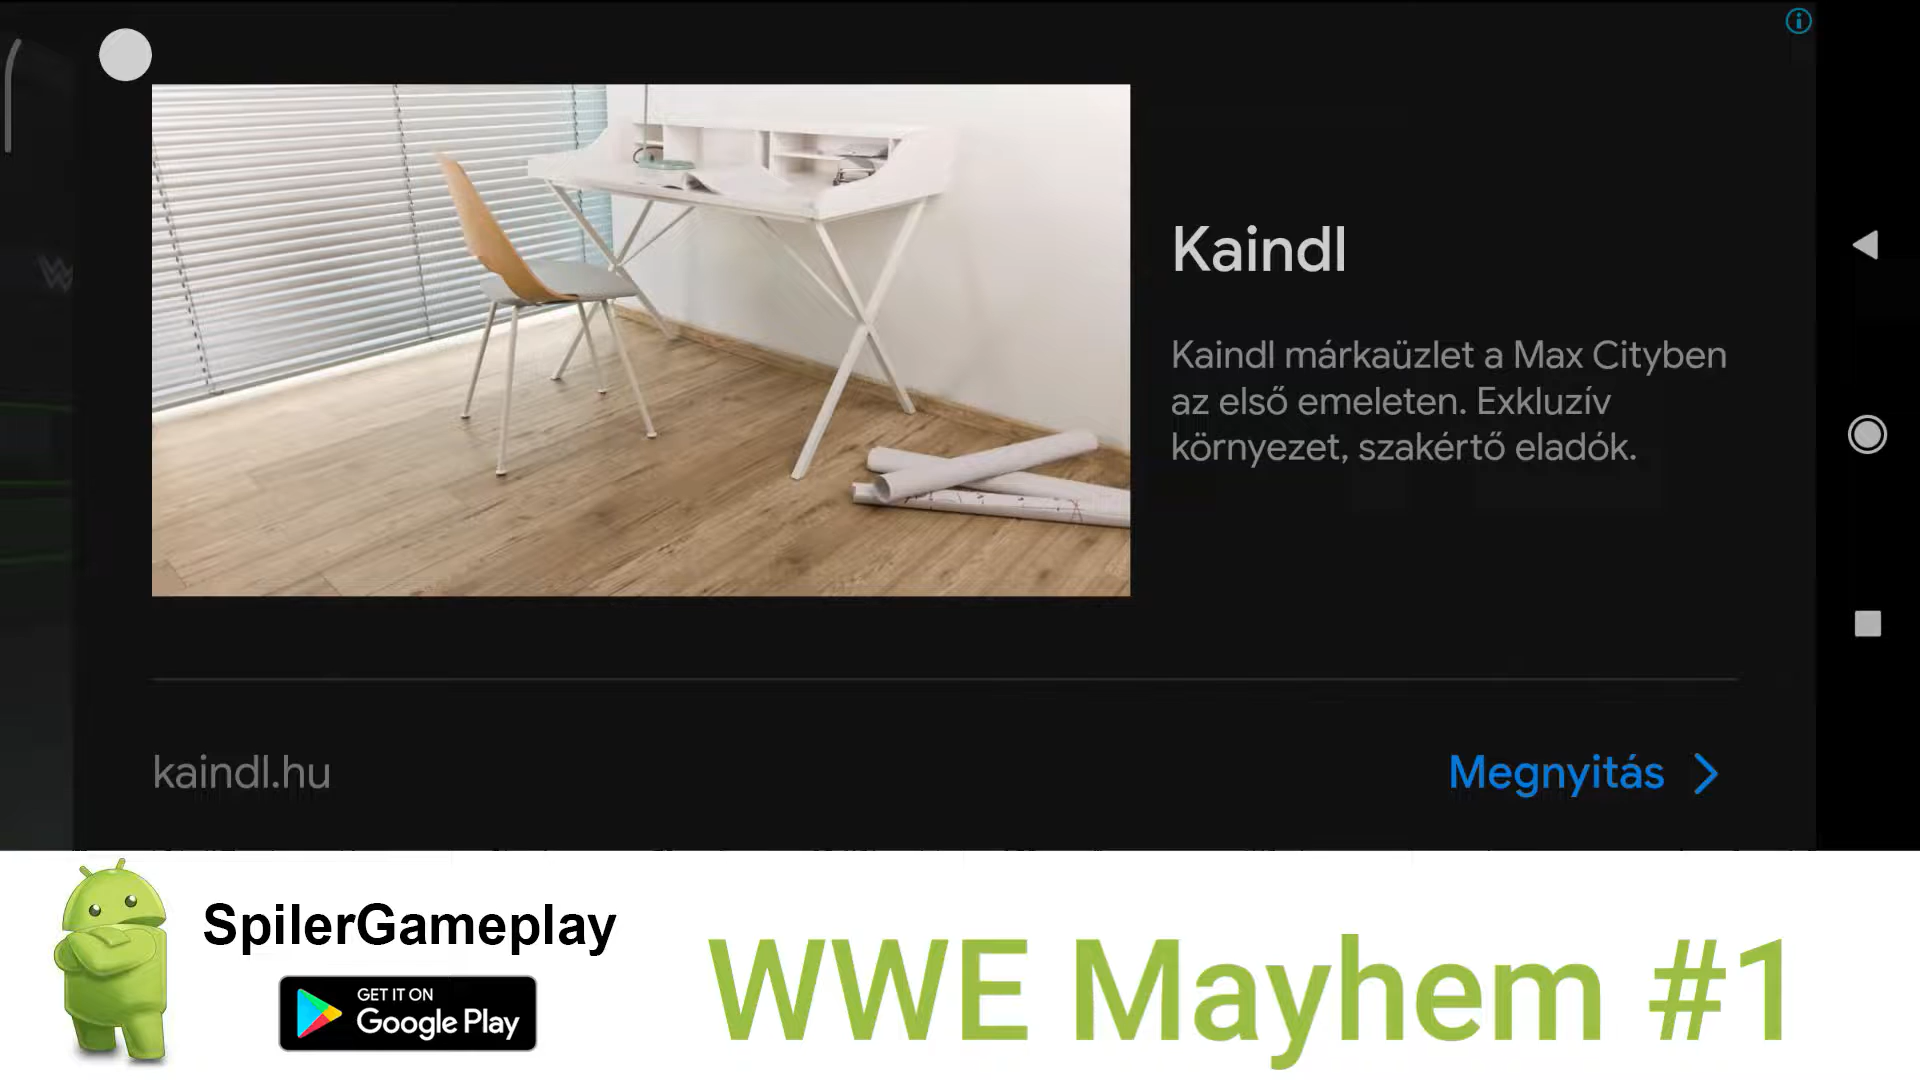 Kaindl
Kaindl márkaüzlet a Max Cityben
az első emeleten. Exkluzív
környezet, szakértő eladók.
kaindl.hu
Megnyitás
SpilerGameplay
GET IT ON
Google Play
WWE Mayhem #1